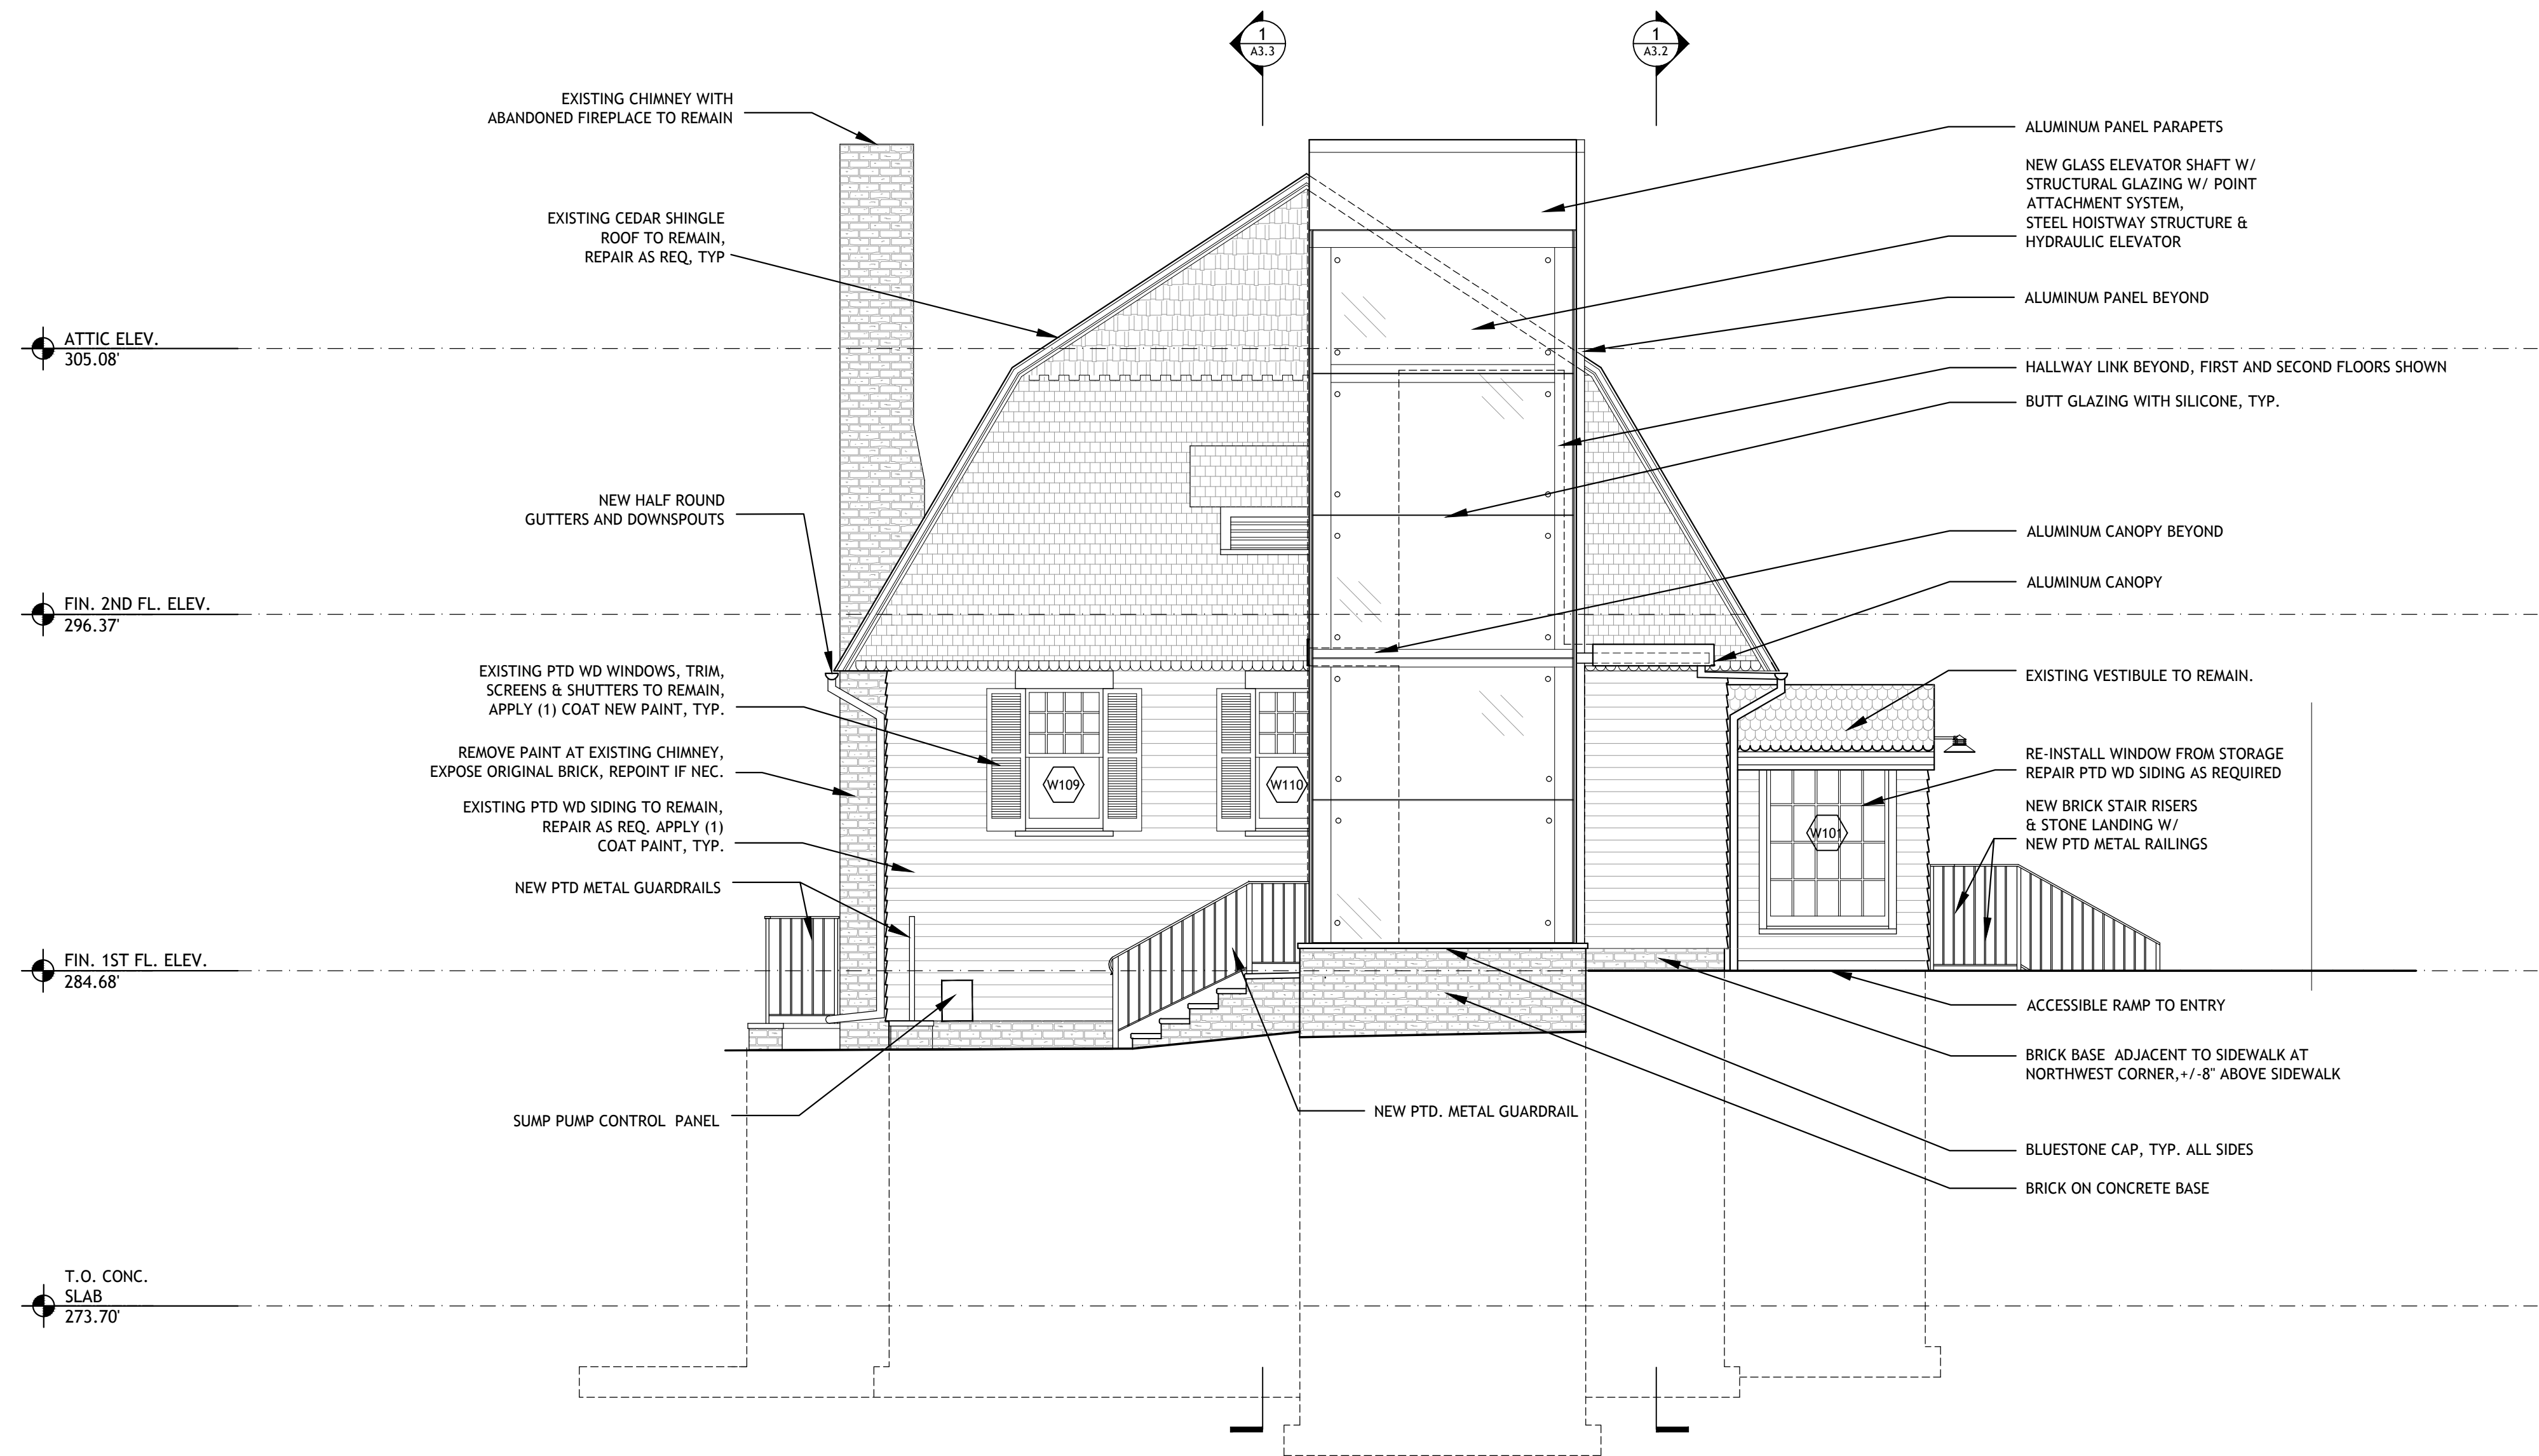 1
A3.3
1
A3.2
EXISTING CHIMNEY WITH
ABANDONED FIREPLACE TO REMAIN
EXISTING CEDAR SHINGLE
ROOF TO REMAIN,
REPAIR AS REQ, TYP
NEW HALF ROUND
GUTTERS AND DOWNSPOUTS
EXISTING PTD WD WINDOWS, TRIM,
SCREENS & SHUTTERS TO REMAIN,
APPLY (1) COAT NEW PAINT, TYP.
REMOVE PAINT AT EXISTING CHIMNEY,
EXPOSE ORIGINAL BRICK, REPOINT IF NEC.
EXISTING PTD WD SIDING TO REMAIN,
REPAIR AS REQ. APPLY (1)
COAT PAINT, TYP.
NEW PTD METAL GUARDRAILS
SUMP PUMP CONTROL PANEL
ATTIC ELEV.
305.08'
FIN. 2ND FL. ELEV.
296.37'
FIN. 1ST FL. ELEV.
284.68'
T.O. CONC.
SLAB
273.70'
W109
W110
W101
NEW PTD. METAL GUARDRAIL
ALUMINUM PANEL PARAPETS
NEW GLASS ELEVATOR SHAFT W/
STRUCTURAL GLAZING W/ POINT
ATTACHMENT SYSTEM,
STEEL HOISTWAY STRUCTURE &
HYDRAULIC ELEVATOR
ALUMINUM PANEL BEYOND
HALLWAY LINK BEYOND, FIRST AND SECOND FLOORS SHOWN
BUTT GLAZING WITH SILICONE, TYP.
ALUMINUM CANOPY BEYOND
ALUMINUM CANOPY
EXISTING VESTIBULE TO REMAIN.
RE-INSTALL WINDOW FROM STORAGE
REPAIR PTD WD SIDING AS REQUIRED
NEW BRICK STAIR RISERS
& STONE LANDING W/
NEW PTD METAL RAILINGS
ACCESSIBLE RAMP TO ENTRY
BRICK BASE ADJACENT TO SIDEWALK AT
NORTHWEST CORNER,+/-8" ABOVE SIDEWALK
BLUESTONE CAP, TYP. ALL SIDES
BRICK ON CONCRETE BASE